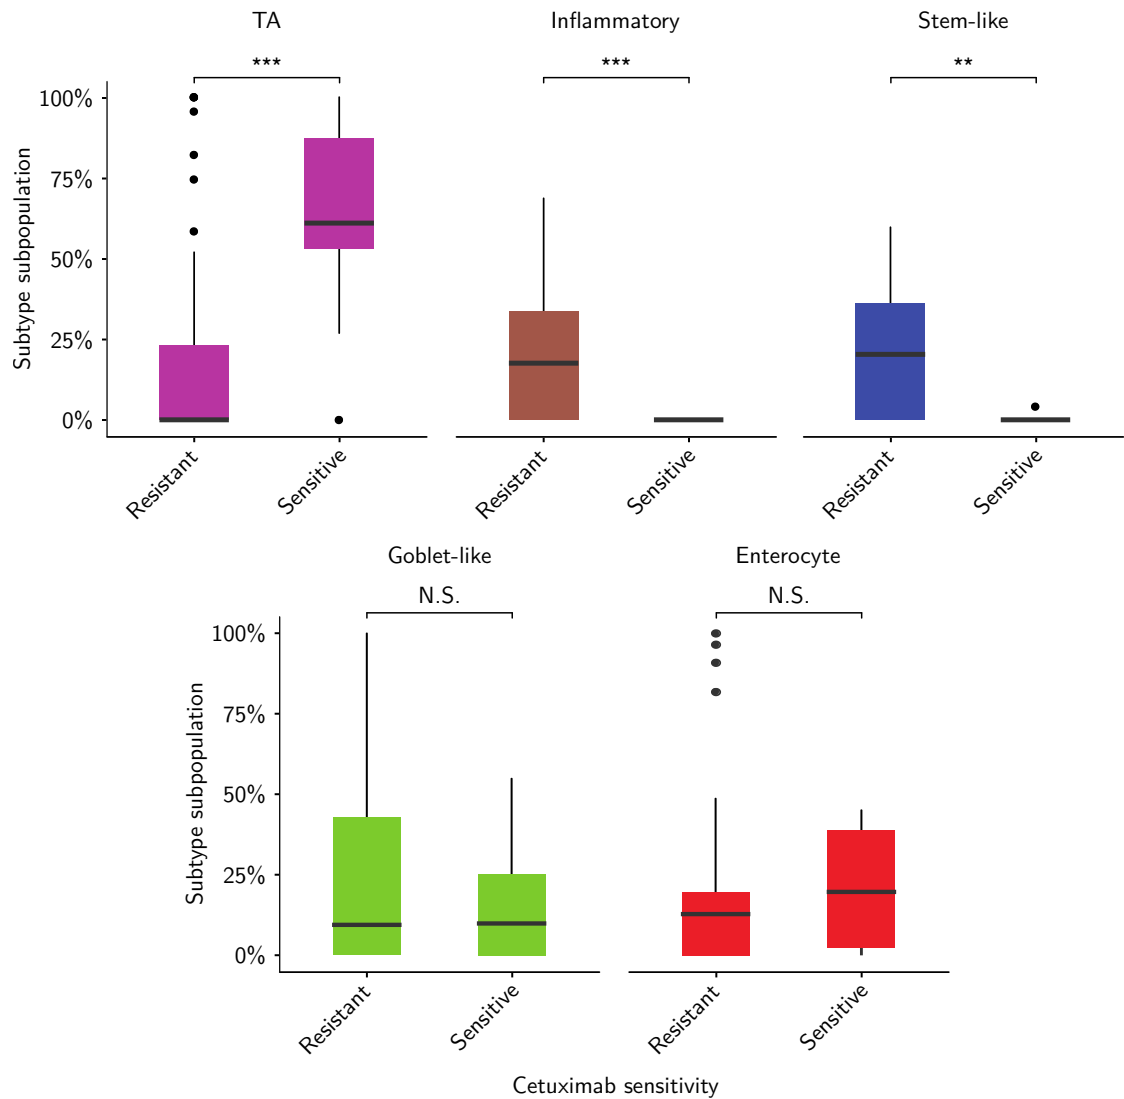 TA
Inflammatory
Stem-like
***
***
**
Subtype subpopulation
100%
75%
50%
25%
0%
Resistant
Sensitive
Resistant
Sensitive
Resistant
Sensitive
Goblet-like
Enterocyte
N.S.
N.S.
Subtype subpopulation
100%
75%
50%
25%
0%
Resistant
Sensitive
Resistant
Sensitive
Cetuximab sensitivity